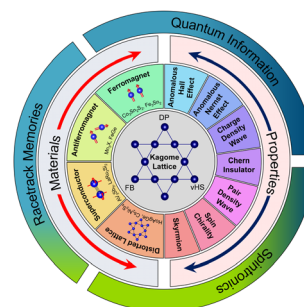 Quantum Information
Racetrack Memories
Spintronics
Materials
Properties
Ferromagnet
Antiferromagnet
Superconductor
Distorted Lattice
Anomalous
Hall
Effect
Anomalous
Nernst
Effect
Charge
Density
Wave
Chern
Insulator
Pair
Density
Wave
Spin
Chirality
Skyrmion
DP
Kagome
Lattice
FB
vHS